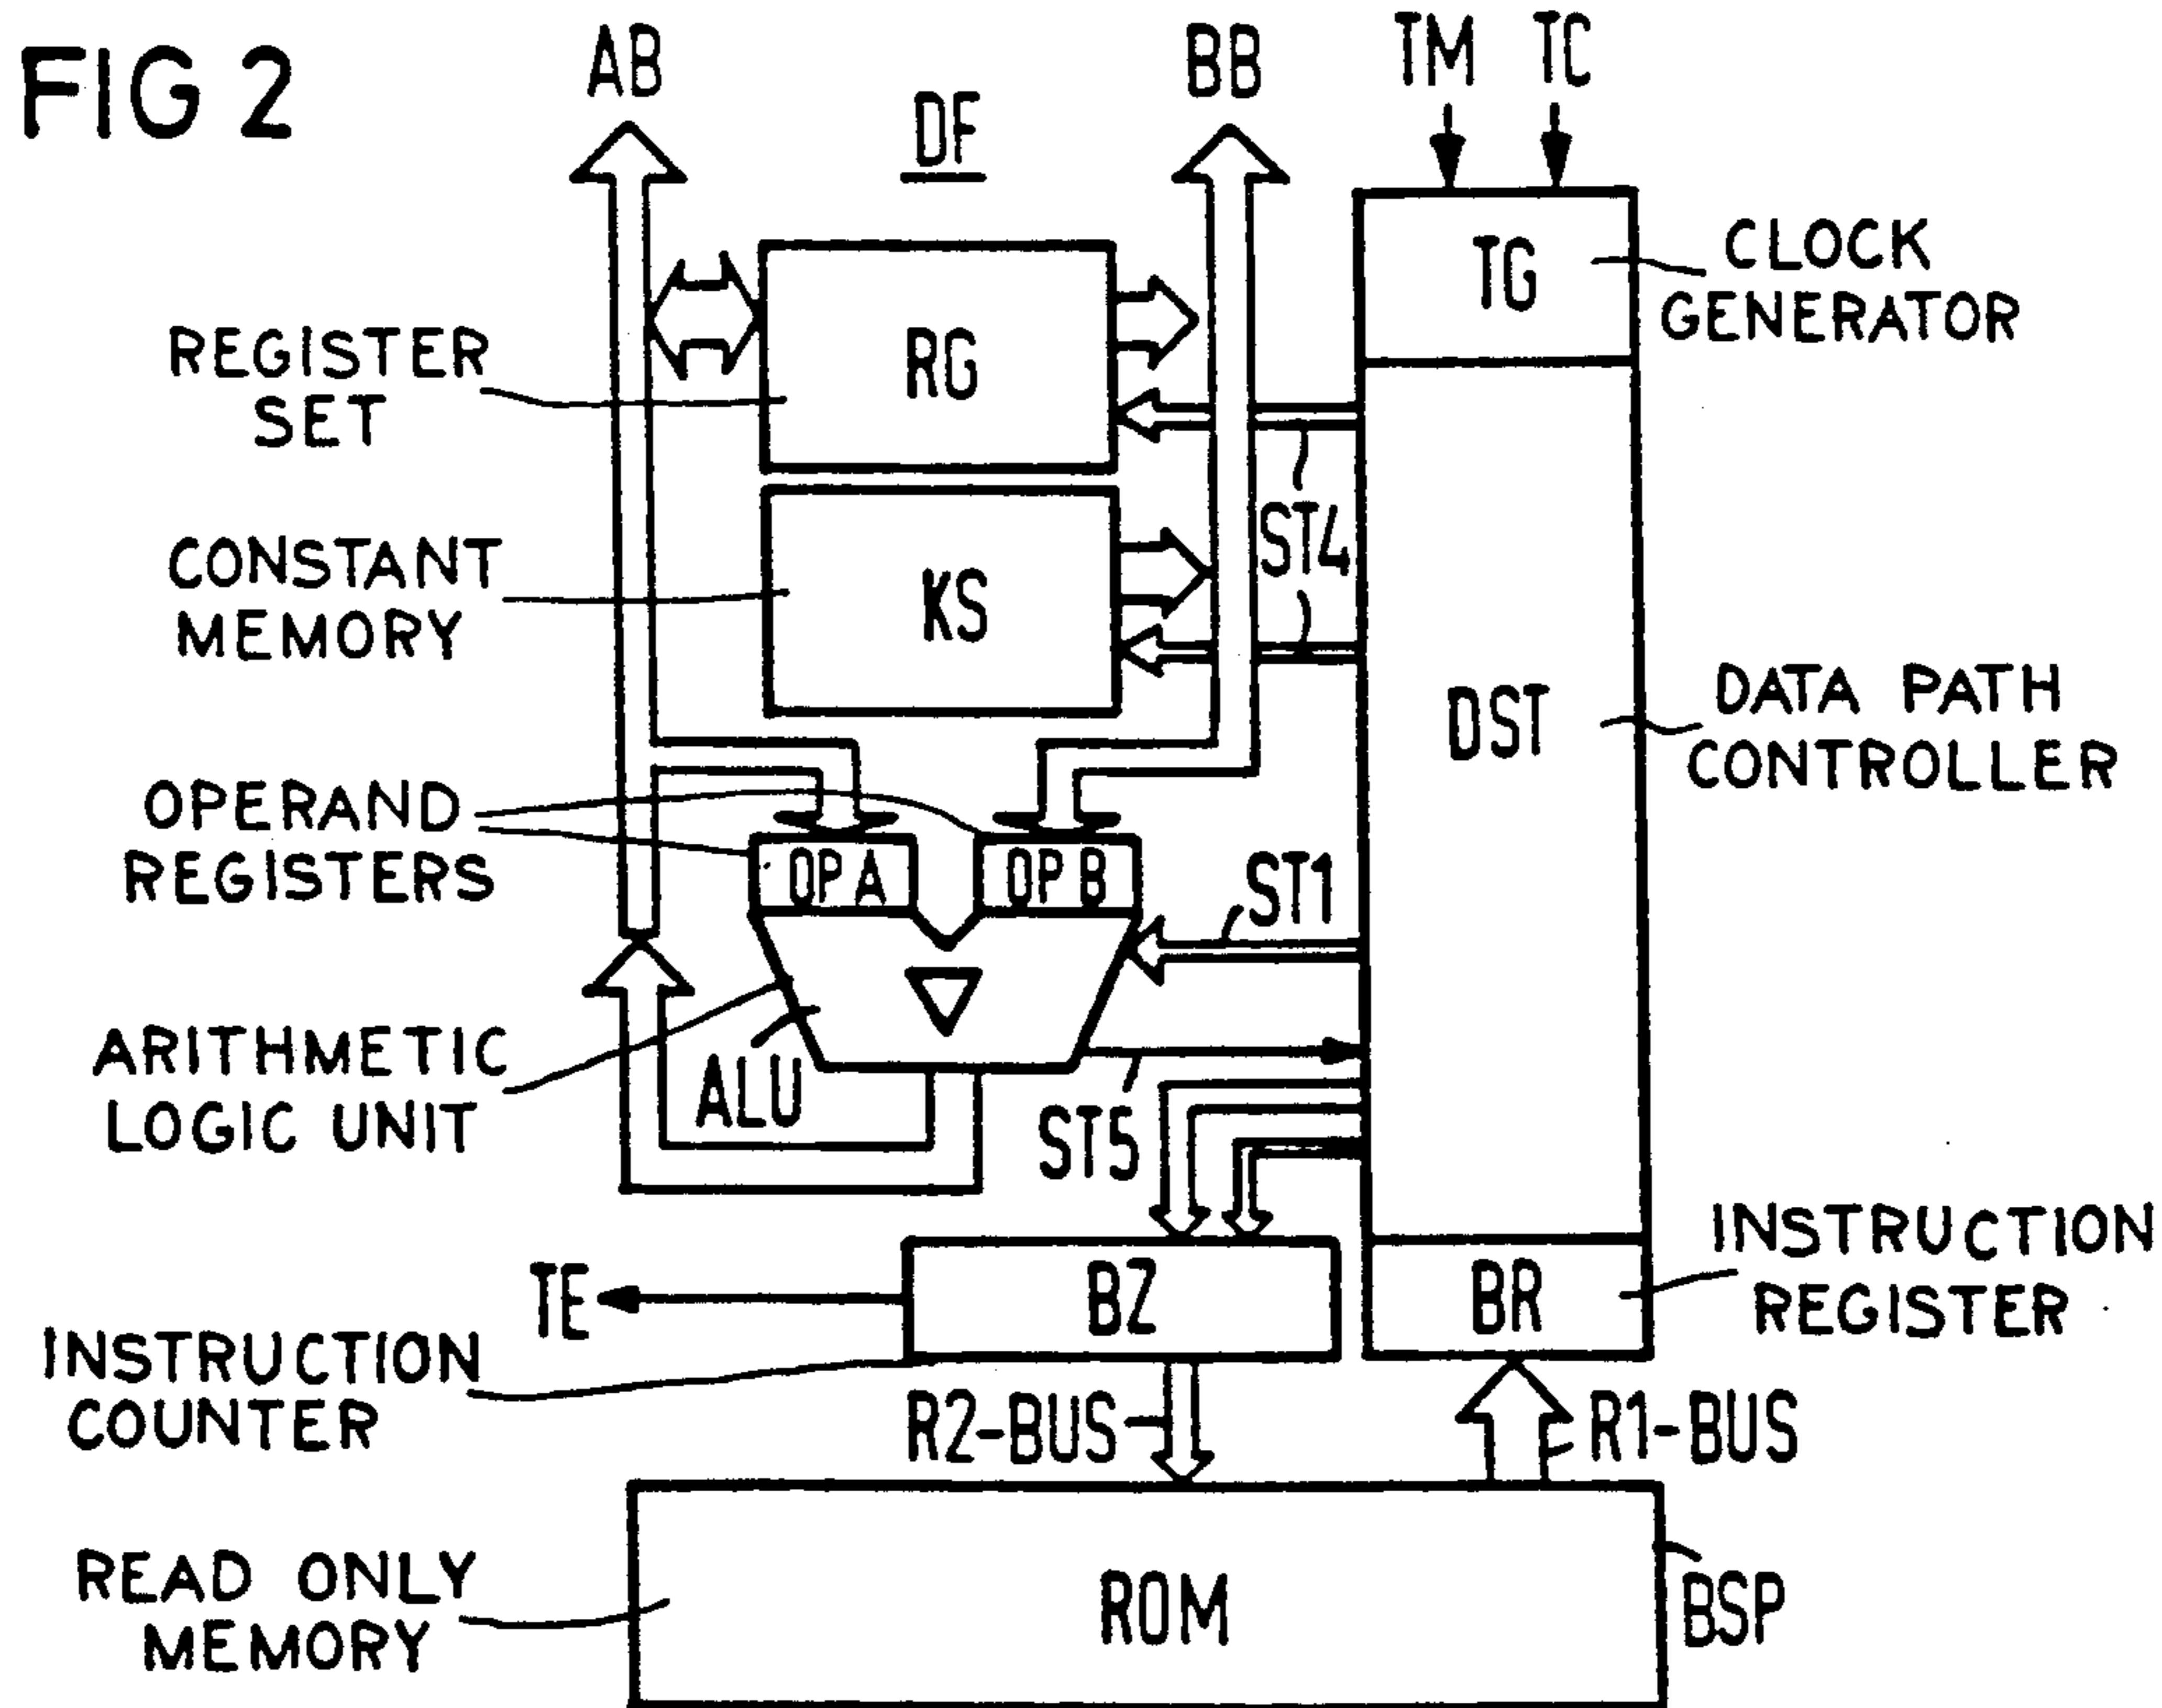 FIG 2
AB
DF
BB
TM TC
TG
CLOCK
GENERATOR
REGISTER
SET
RG
CONSTANT
MEMORY
KS
ST4
DST
DATA PATH
CONTROLLER
OPERAND
REGISTERS
OP A
OP B
ST1
ARITHMETIC
LOGIC UNIT
ALU
ST5
TE
BZ
BR
INSTRUCTION
REGISTER
INSTRUCTION
COUNTER
R2-BUS
R1-BUS
READ ONLY
MEMORY
ROM
BSP